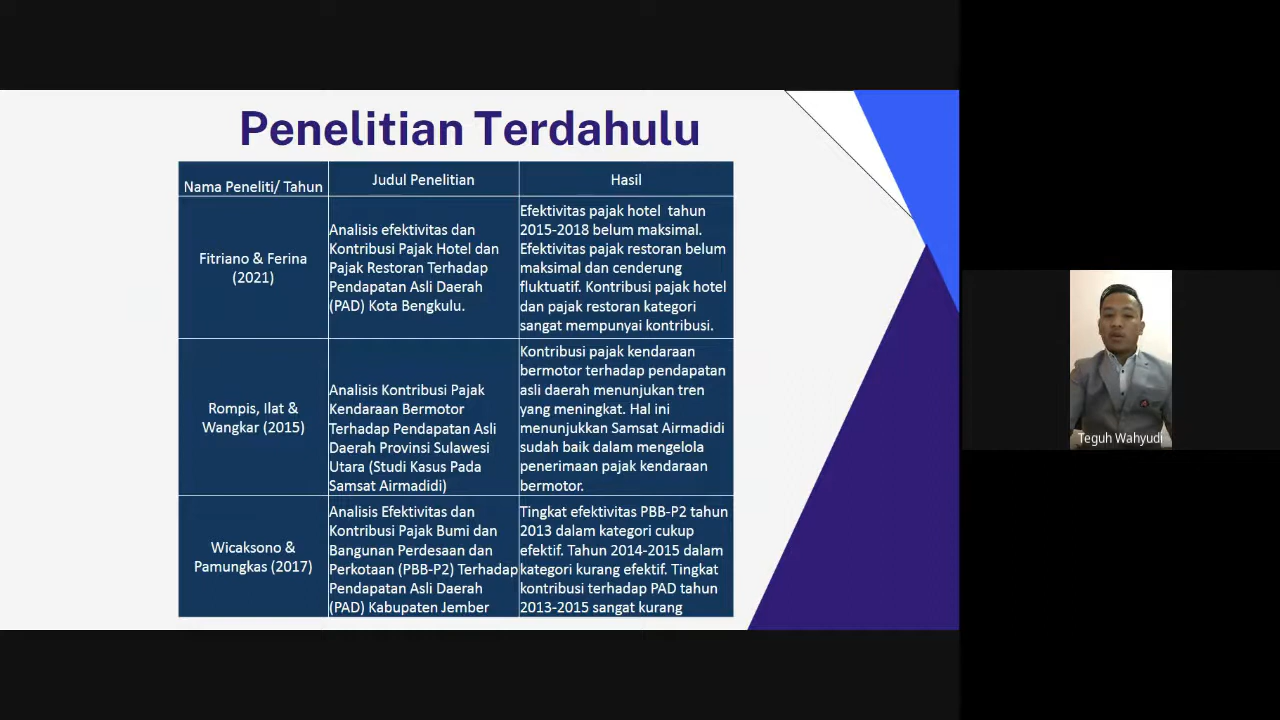 Penelitian Terdahulu
Nama Peneliti/ Tahun
Judul Penelitian
Hasil
Fitriano & Ferina
(2021)
Analisis efektivitas dan
Kontribusi Pajak Hotel dan
Pajak Restoran Terhadap
Pendapatan Asli Daerah
(PAD) Kota Bengkulu.
Efektivitas pajak hotel tahun
2015-2018 belum maksimal.
Efektivitas pajak restoran belum
maksimal dan cenderung
fluktuatif. Kontribusi pajak hotel
dan pajak restoran kategori
sangat mempunyai kontribusi.
Rompis, Ilat &
Wangkar (2015)
Analisis Kontribusi Pajak
Kendaraan Bermotor
Terhadap Pendapatan Asli
Daerah Provinsi Sulawesi
Utara (Studi Kasus Pada
Samsat Airmadidi)
Kontribusi pajak kendaraan
bermotor terhadap pendapatan
asli daerah menunjukan tren
yang meningkat. Hal ini
menunjukkan Samsat Airmadidi
sudah baik dalam mengelola
penerimaan pajak kendaraan
bermotor.
Wicaksono &
Pamungkas (2017)
Analisis Efektivitas dan
Kontribusi Pajak Bumi dan
Bangunan Perdesaan dan
Perkotaan (PBB-P2) Terhadap
Pendapatan Asli Daerah
(PAD) Kabupaten Jember
Tingkat efektivitas PBB-P2 tahun
2013 dalam kategori cukup
efektif. Tahun 2014-2015 dalam
kategori kurang efektif. Tingkat
kontribusi terhadap PAD tahun
2013-2015 sangat kurang
Teguh Wahyudi